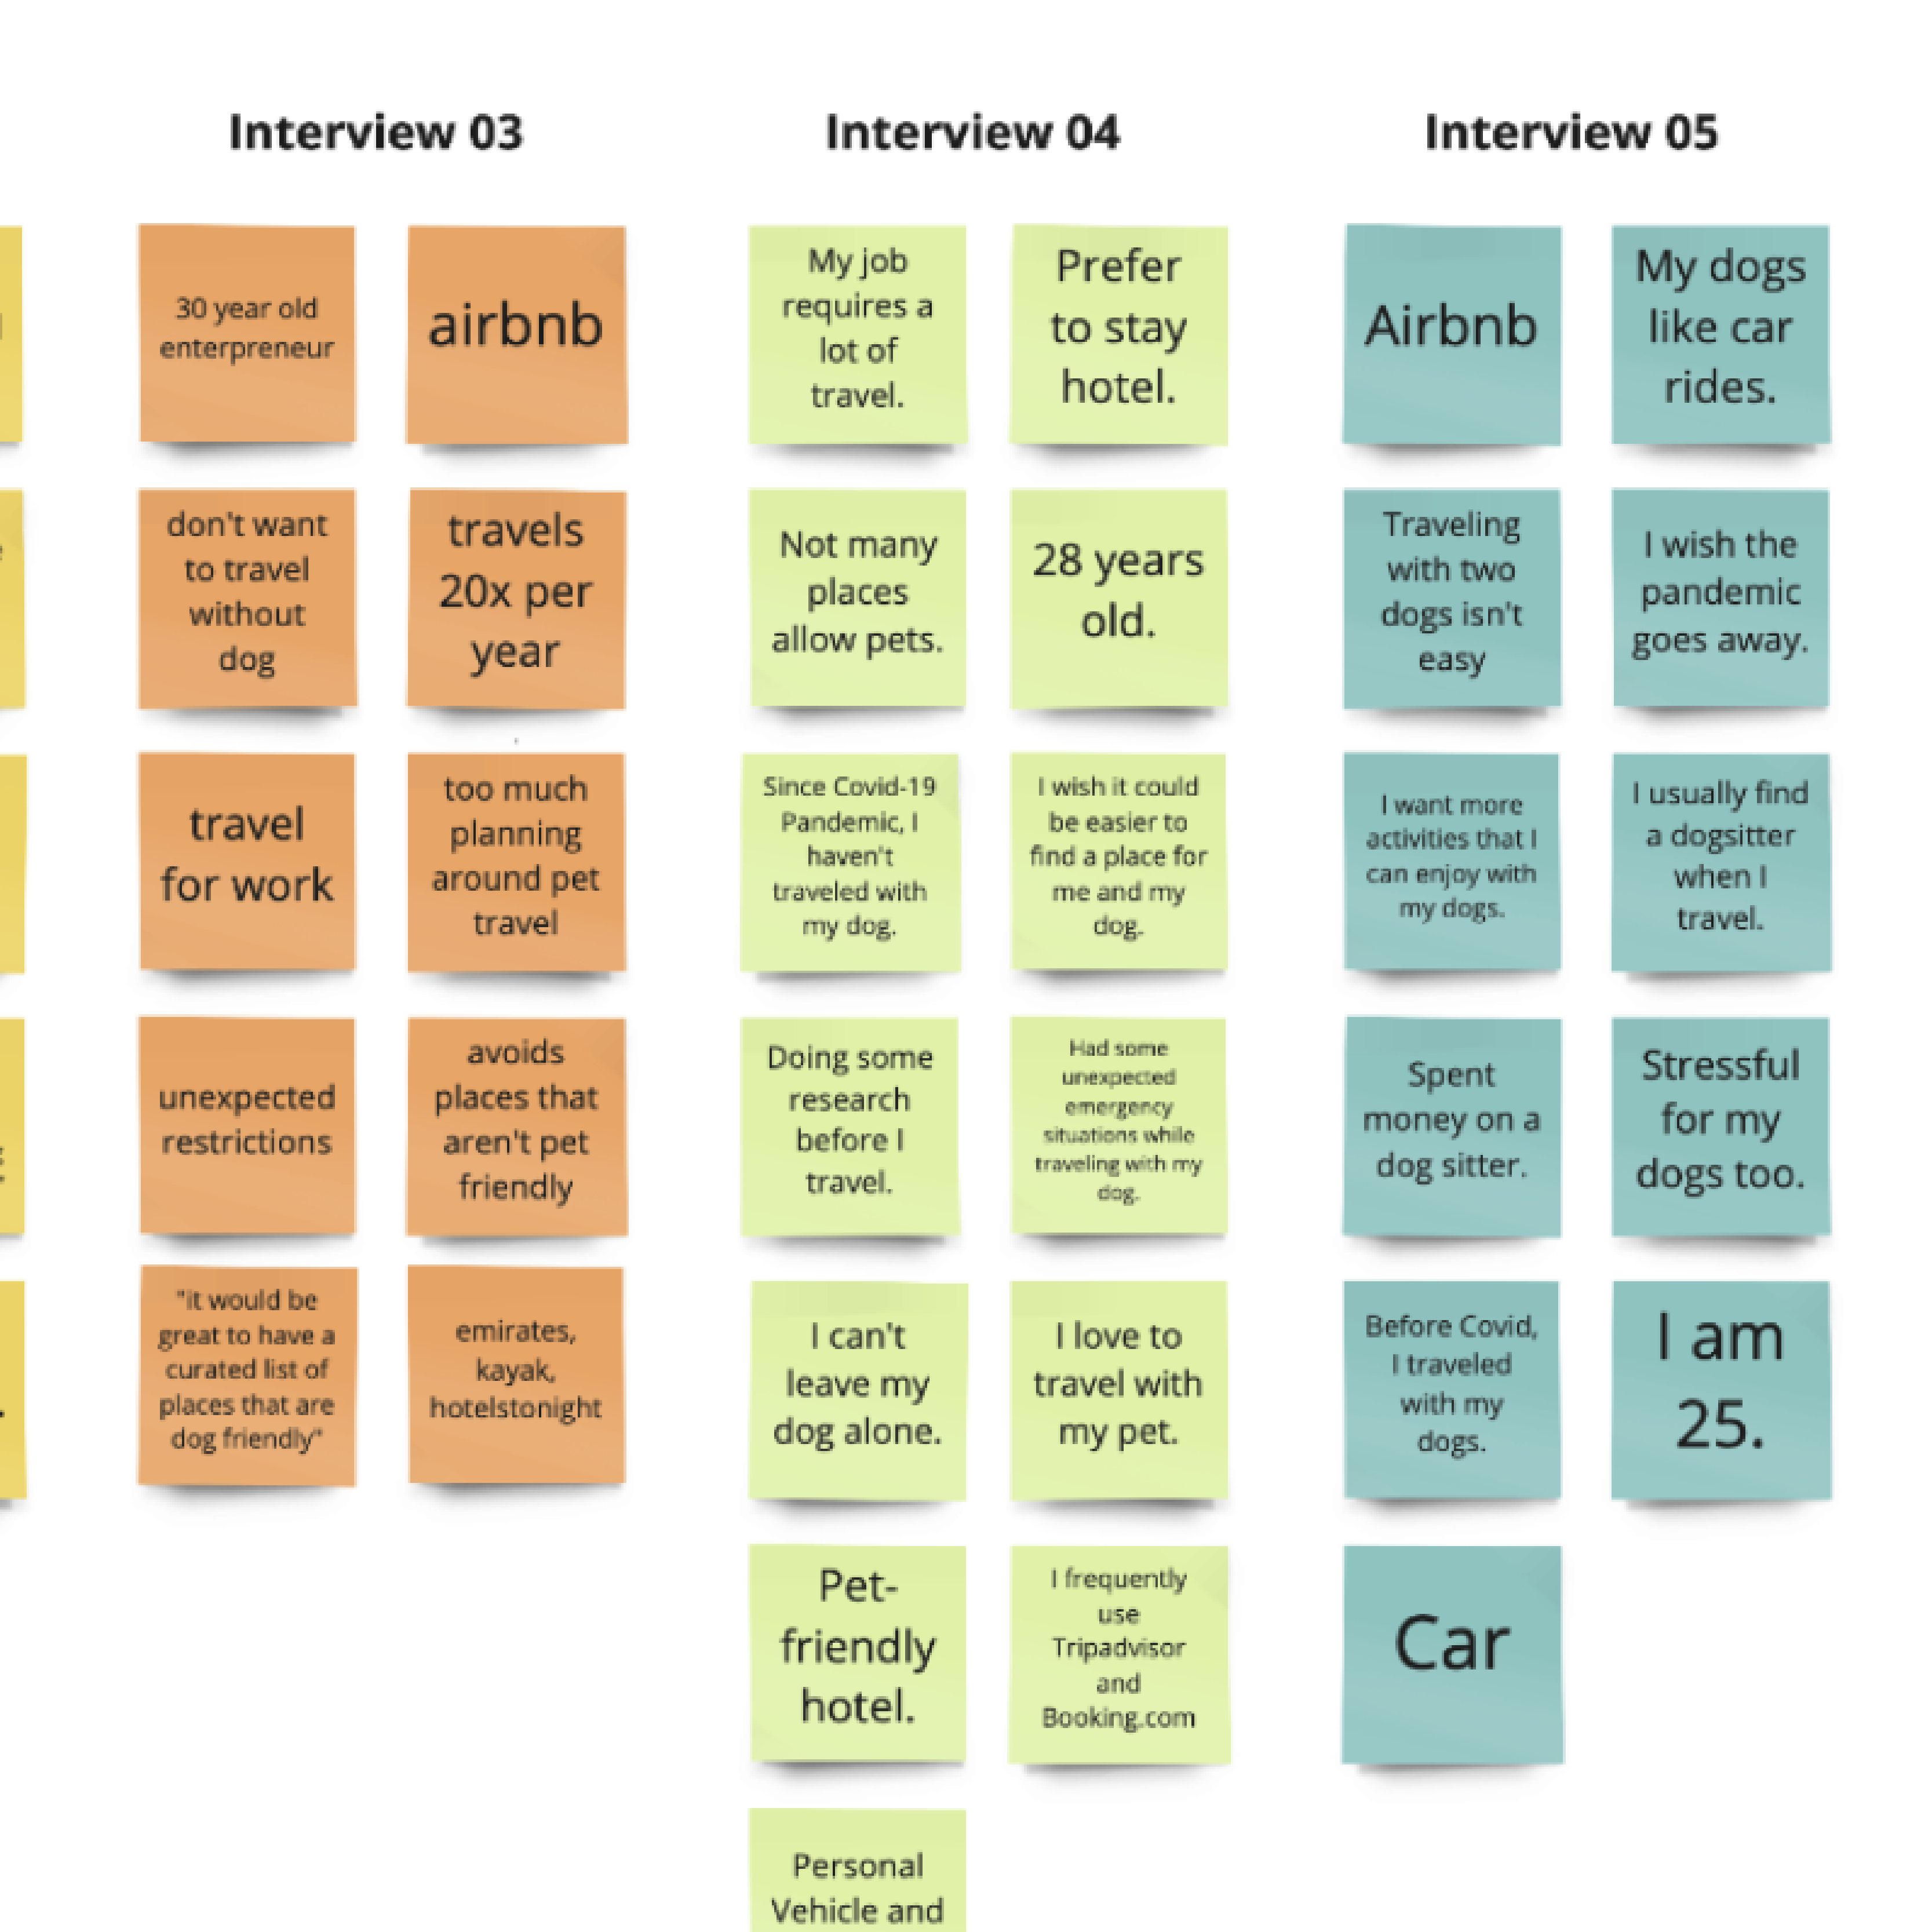 Interview 03
30 year old
enterpreneur
airbnb
don't want
to travel
without
dog
travels
20x per
year
travel
for work
too much
planning
around pet
travel
unexpected
restrictions
avoids
places that
aren't pet
friendly
"it would be
great to have a
curated list of
places that are
dog friendly"
emirates,
kayak,
hotelstonight
Interview 04
My job
requires a
lot of
travel.
Prefer
to stay
hotel.
Not many
places
allow pets.
28 years
old.
Since Covid-19
Pandemic, I
haven't
traveled with
my dog.
I wish it could
be easier to
find a place for
me and my
dog.
Doing some
research
before I
travel.
Had some
unexpected
emergency
situations while
traveling with my
dog.
I can't
leave my
dog alone.
I love to
travel with
my pet.
Pet-
friendly
hotel.
I frequently
use
Tripadvisor
and
Booking.com
Personal
Vehicle and
Interview 05
Airbnb
My dogs
like car
rides.
Traveling
with two
dogs isn't
easy
I wish the
pandemic
goes away.
I want more
activities that I
can enjoy with
my dogs.
I usually find
a dogsitter
when I
travel.
Spent
money on a
dog sitter.
Stressful
for my
dogs too.
Before Covid,
I traveled
with my
dogs.
I am
25.
Car